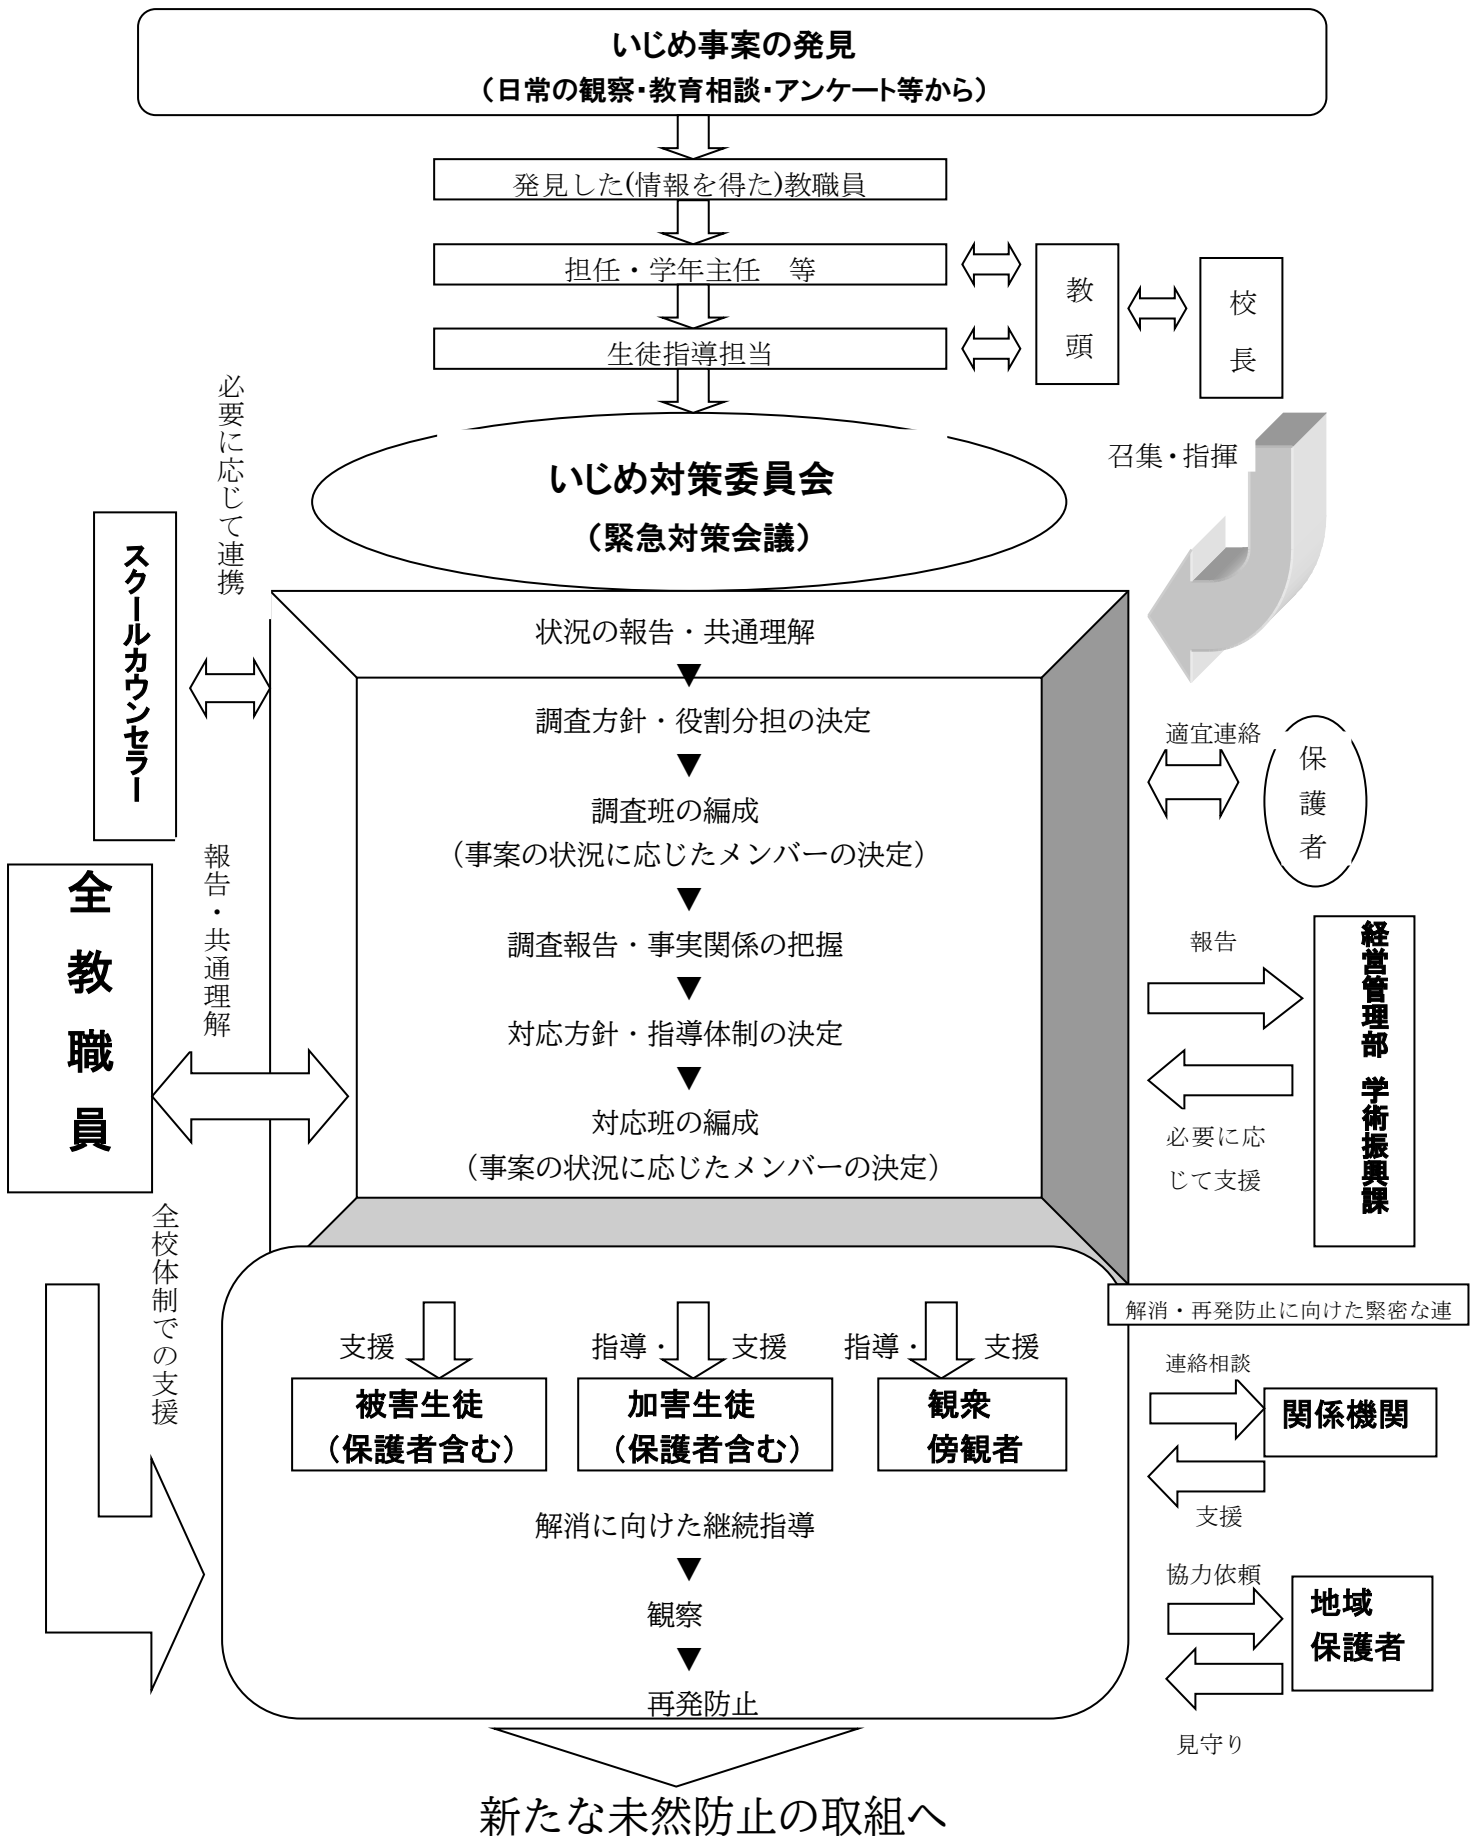 いじめ事案の発見
（日常の観察・教育相談・アンケート等から）
発見した(情報を得た)教職員
担任・学年主任　等
生徒指導担当
教頭
校長
必要に応じて連携
召集・指揮
いじめ対策委員会
（緊急対策会議）
スクールカウンセラー
状況の報告・共通理解
▼
調査方針・役割分担の決定
▼
調査班の編成
（事案の状況に応じたメンバーの決定）
▼
調査報告・事実関係の把握
▼
対応方針・指導体制の決定
▼
対応班の編成
（事案の状況に応じたメンバーの決定）
適宜連絡
保護者
報告・共通理解
全教職員
報告
経営管理部　学術振興課
必要に応
じて支援
全校体制での支援
解消・再発防止に向けた緊密な連
支援
指導・　支援
指導・　支援
被害生徒
（保護者含む）
加害生徒
（保護者含む）
観衆
傍観者
連絡相談
関係機関
支援
解消に向けた継続指導
▼
観察
▼
再発防止
協力依頼
地域
保護者
見守り
新たな未然防止の取組へ